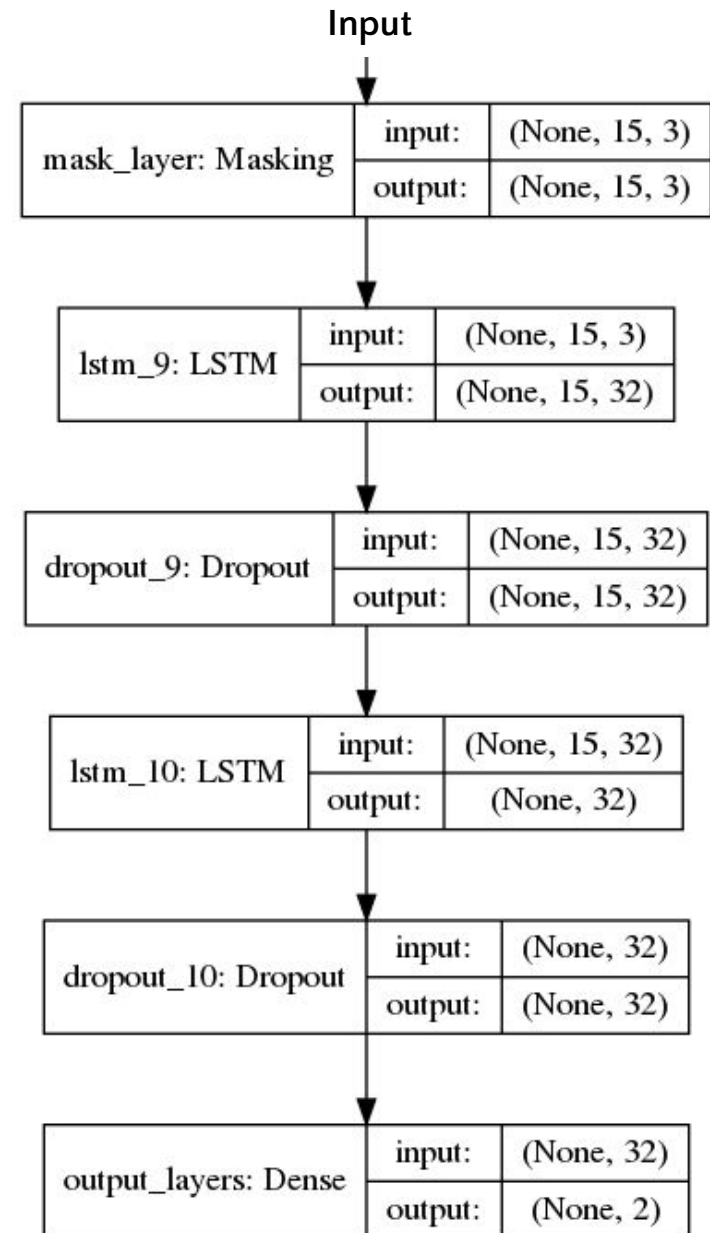 Input
mask_layer: Masking
input: (None, 15, 3)
output: (None, 15, 3)
lstm_9: LSTM
input: (None, 15, 3)
output: (None, 15, 32)
dropout_9: Dropout
input: (None, 15, 32)
output: (None, 15, 32)
lstm_10: LSTM
input: (None, 15, 32)
output: (None, 32)
dropout_10: Dropout
input: (None, 32)
output: (None, 32)
output_layers: Dense
input: (None, 32)
output: (None, 2)